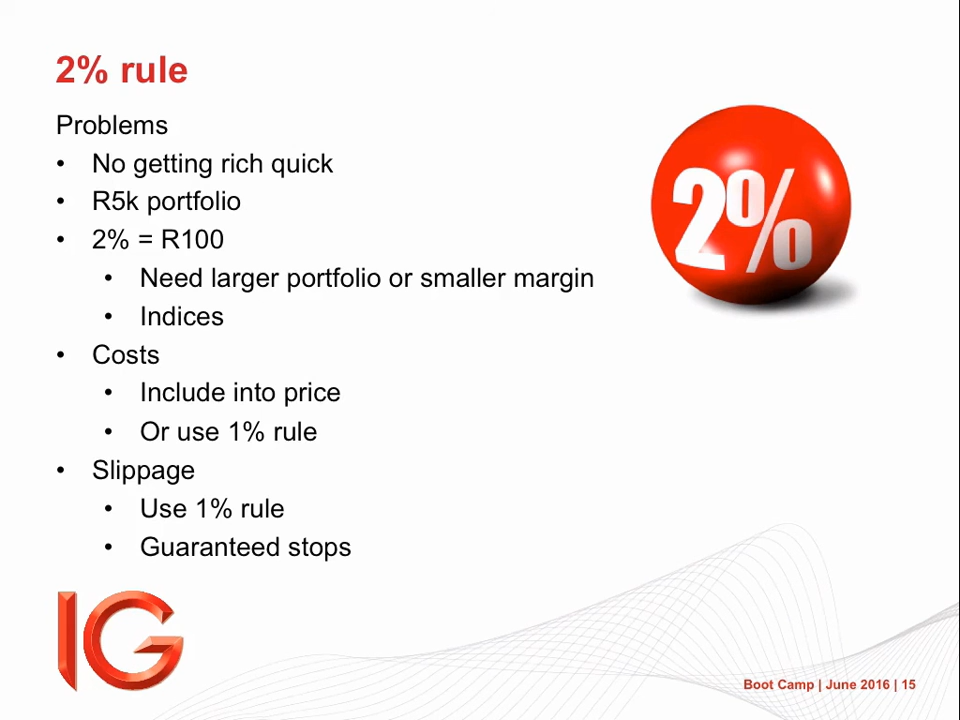 2% rule
Problems
• No getting rich quick
• R5k portfolio
• 2% = R100
• Need larger portfolio or smaller margin
• Indices
• Costs
• Include into price
• Or use 1% rule
• Slippage
• Use 1% rule
• Guaranteed stops
2%
IG
Boot Camp | June 2016 | 15